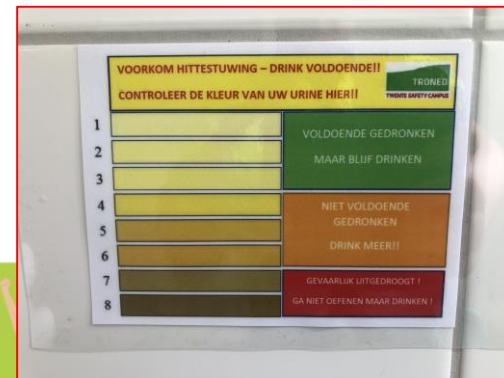 VOORKOM HITTESTUWING – DRINK VOLDOENDE!!
CONTROLEER DE KLEUR VAN UW URINE HIER!!
TRONED
TWENTE SAFETY CAMPUS
1
2
3
4
5
6
7
8
VOLDOENDE GEDRONKEN
MAAR BLIJF DRINKEN
NIET VOLDOENDE
GEDRONKEN
DRINK MEER!!
GEVAARLIJK UITGEDROOGT !
GA NIET OEFENEN MAAR DRINKEN !